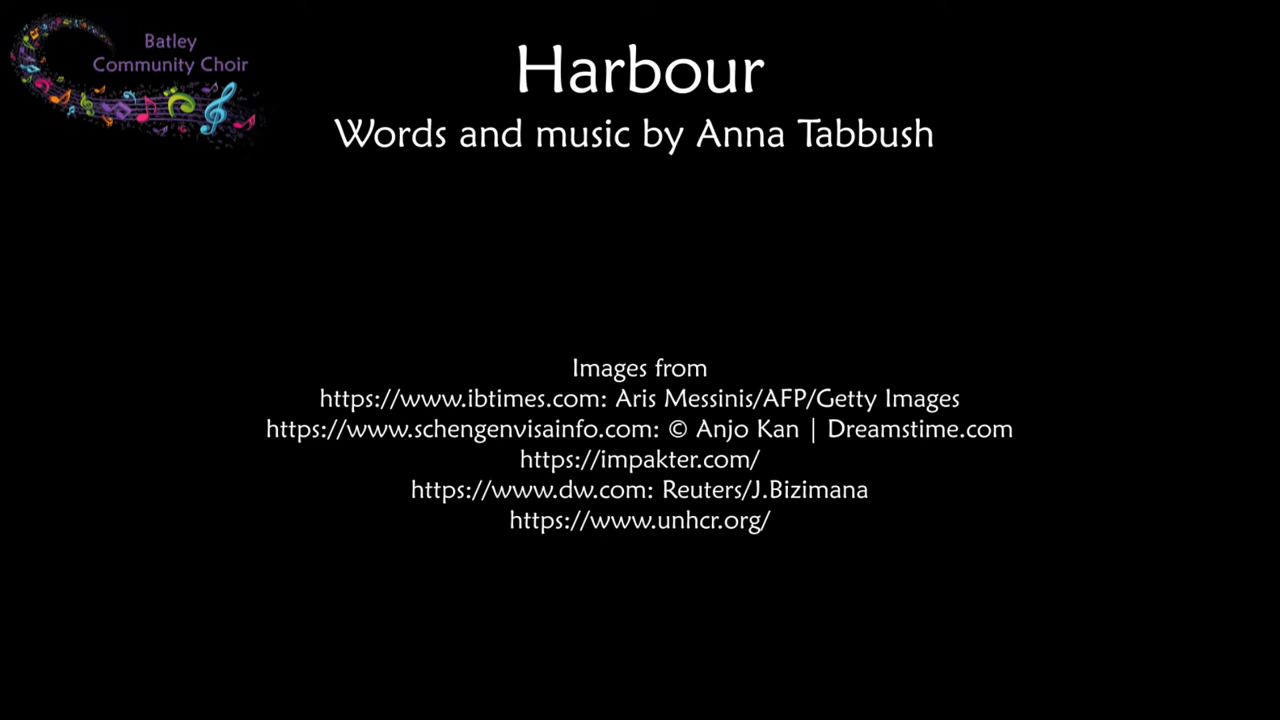 Batley
Community Choir
Harbour
Words and music by Anna Tabbush
Images from
https://www.ibtimes.com: Aris Messinis/AFP/Getty Images
https://www.schengenvisainfo.com: © Anjo Kan | Dreamstime.com
https://impakter.com/
https://www.dw.com: Reuters/J.Bizimana
https://www.unhcr.org/